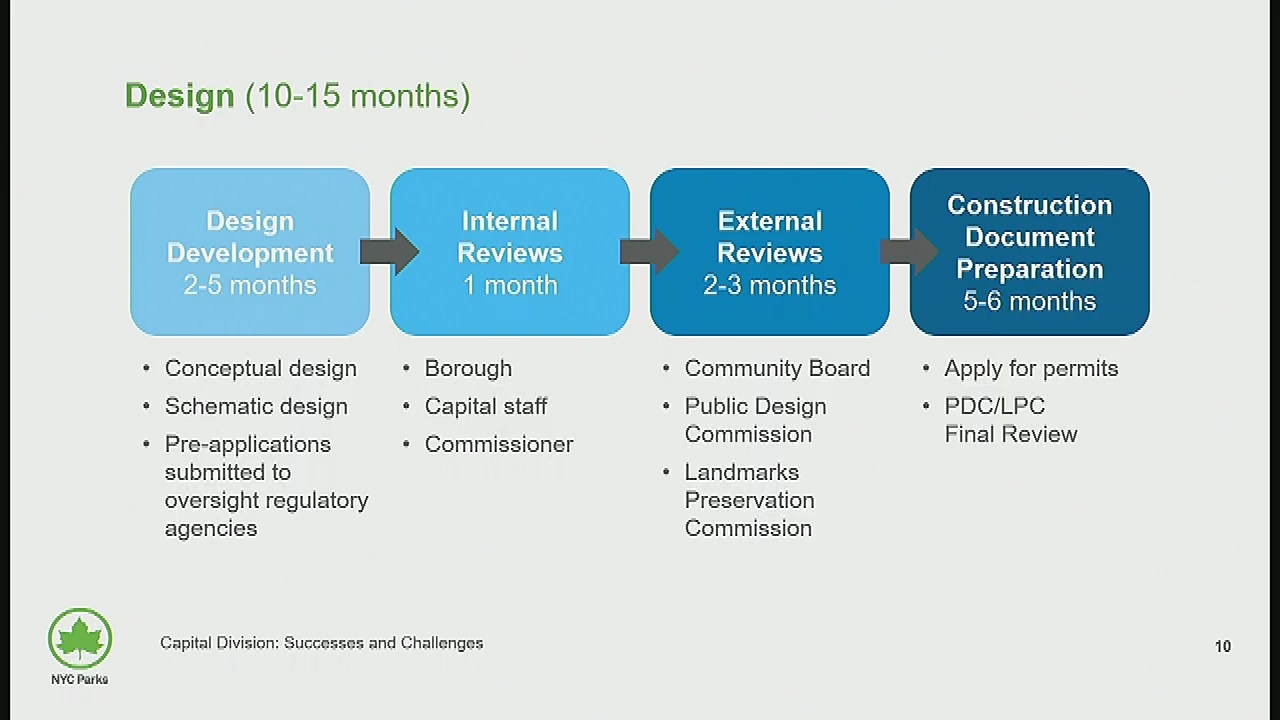 Design (10-15 months)
Design
Development
2-5 months
Internal
Reviews
1 month
External
Reviews
2-3 months
Construction
Document
Preparation
5-6 months
• Conceptual design
• Schematic design
• Pre-applications
submitted to
oversight regulatory
agencies
• Borough
• Capital staff
• Commissioner
• Community Board
• Public Design
Commission
• Landmarks
Preservation
Commission
• Apply for permits
• PDC/LPC
Final Review
NYC Parks
Capital Division: Successes and Challenges
10